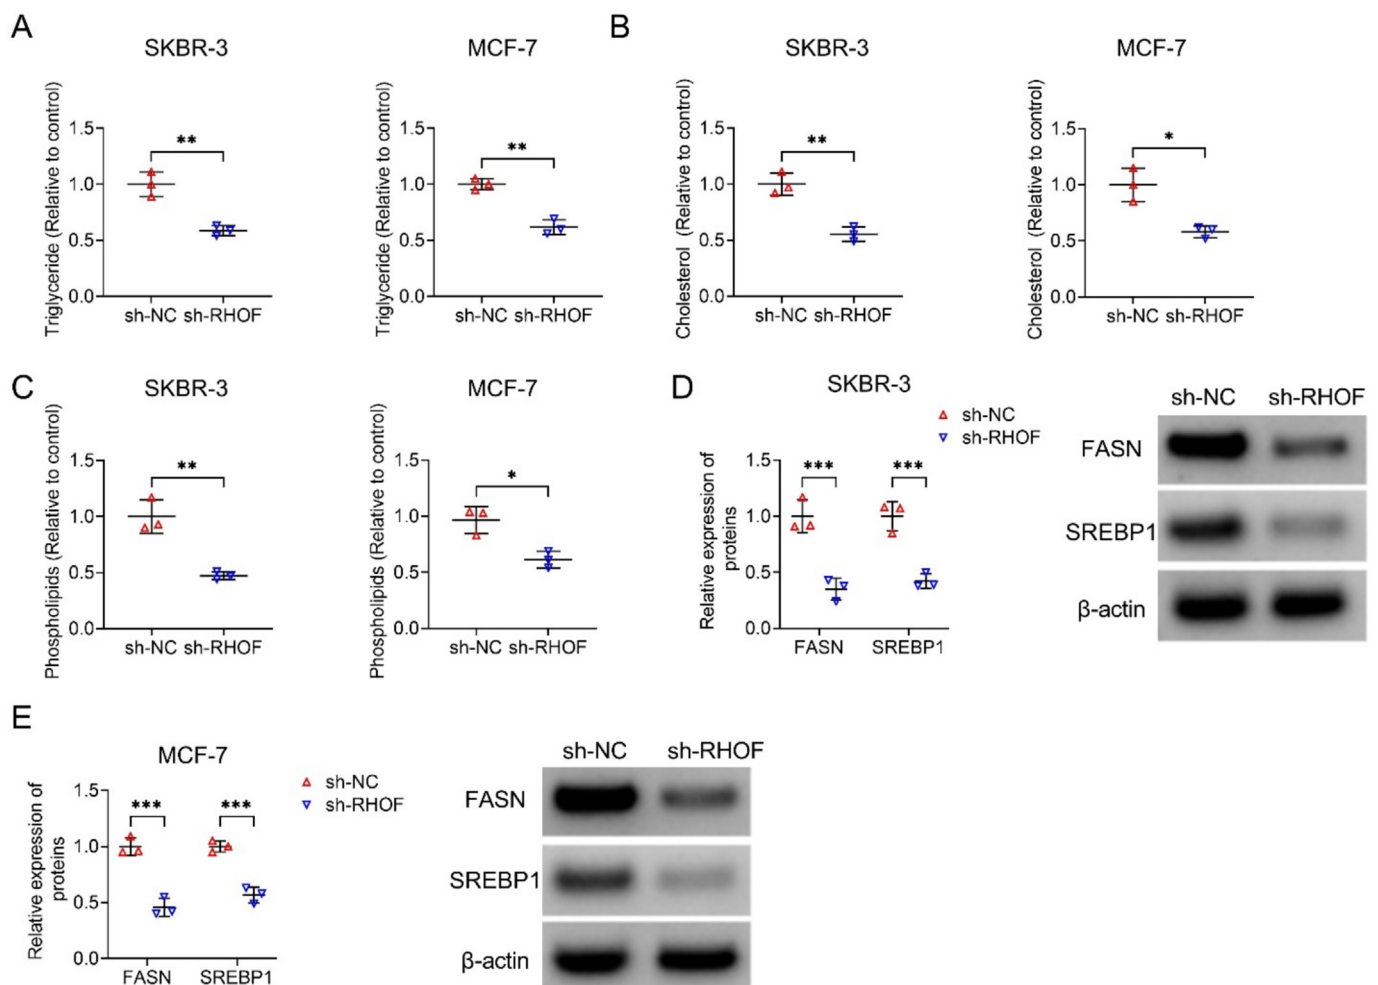 A
SKBR-3
Triglyceride (Relative to control)
1.5
1.0
0.5
0.0
**
sh-NC sh-RHOF
MCF-7
Triglyceride (Relative to control)
1.5
1.0
0.5
0.0
**
sh-NC sh-RHOF
B
SKBR-3
Cholesterol (Relative to control)
1.5
1.0
0.5
0.0
**
sh-NC sh-RHOF
MCF-7
Cholesterol (Relative to control)
1.5
1.0
0.5
0.0
*
sh-NC sh-RHOF
C
SKBR-3
Phospholipids (Relative to control)
1.5
1.0
0.5
0.0
**
sh-NC sh-RHOF
MCF-7
Phospholipids (Relative to control)
1.5
1.0
0.5
0.0
*
sh-NC sh-RHOF
D
SKBR-3
sh-NC
sh-RHOF
Relative expression of
proteins
1.5
1.0
0.5
0.0
*** ***
FASN SREBP1
sh-NC sh-RHOF
FASN
SREBP1
β-actin
E
MCF-7
sh-NC
sh-RHOF
Relative expression of
proteins
1.5
1.0
0.5
0.0
*** ***
FASN SREBP1
sh-NC sh-RHOF
FASN
SREBP1
β-actin